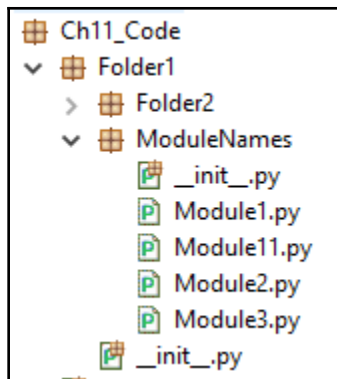 Ch11_Code
Folder1
Folder2
ModuleNames
__init__.py
Module1.py
Module11.py
Module2.py
Module3.py
__init__.py